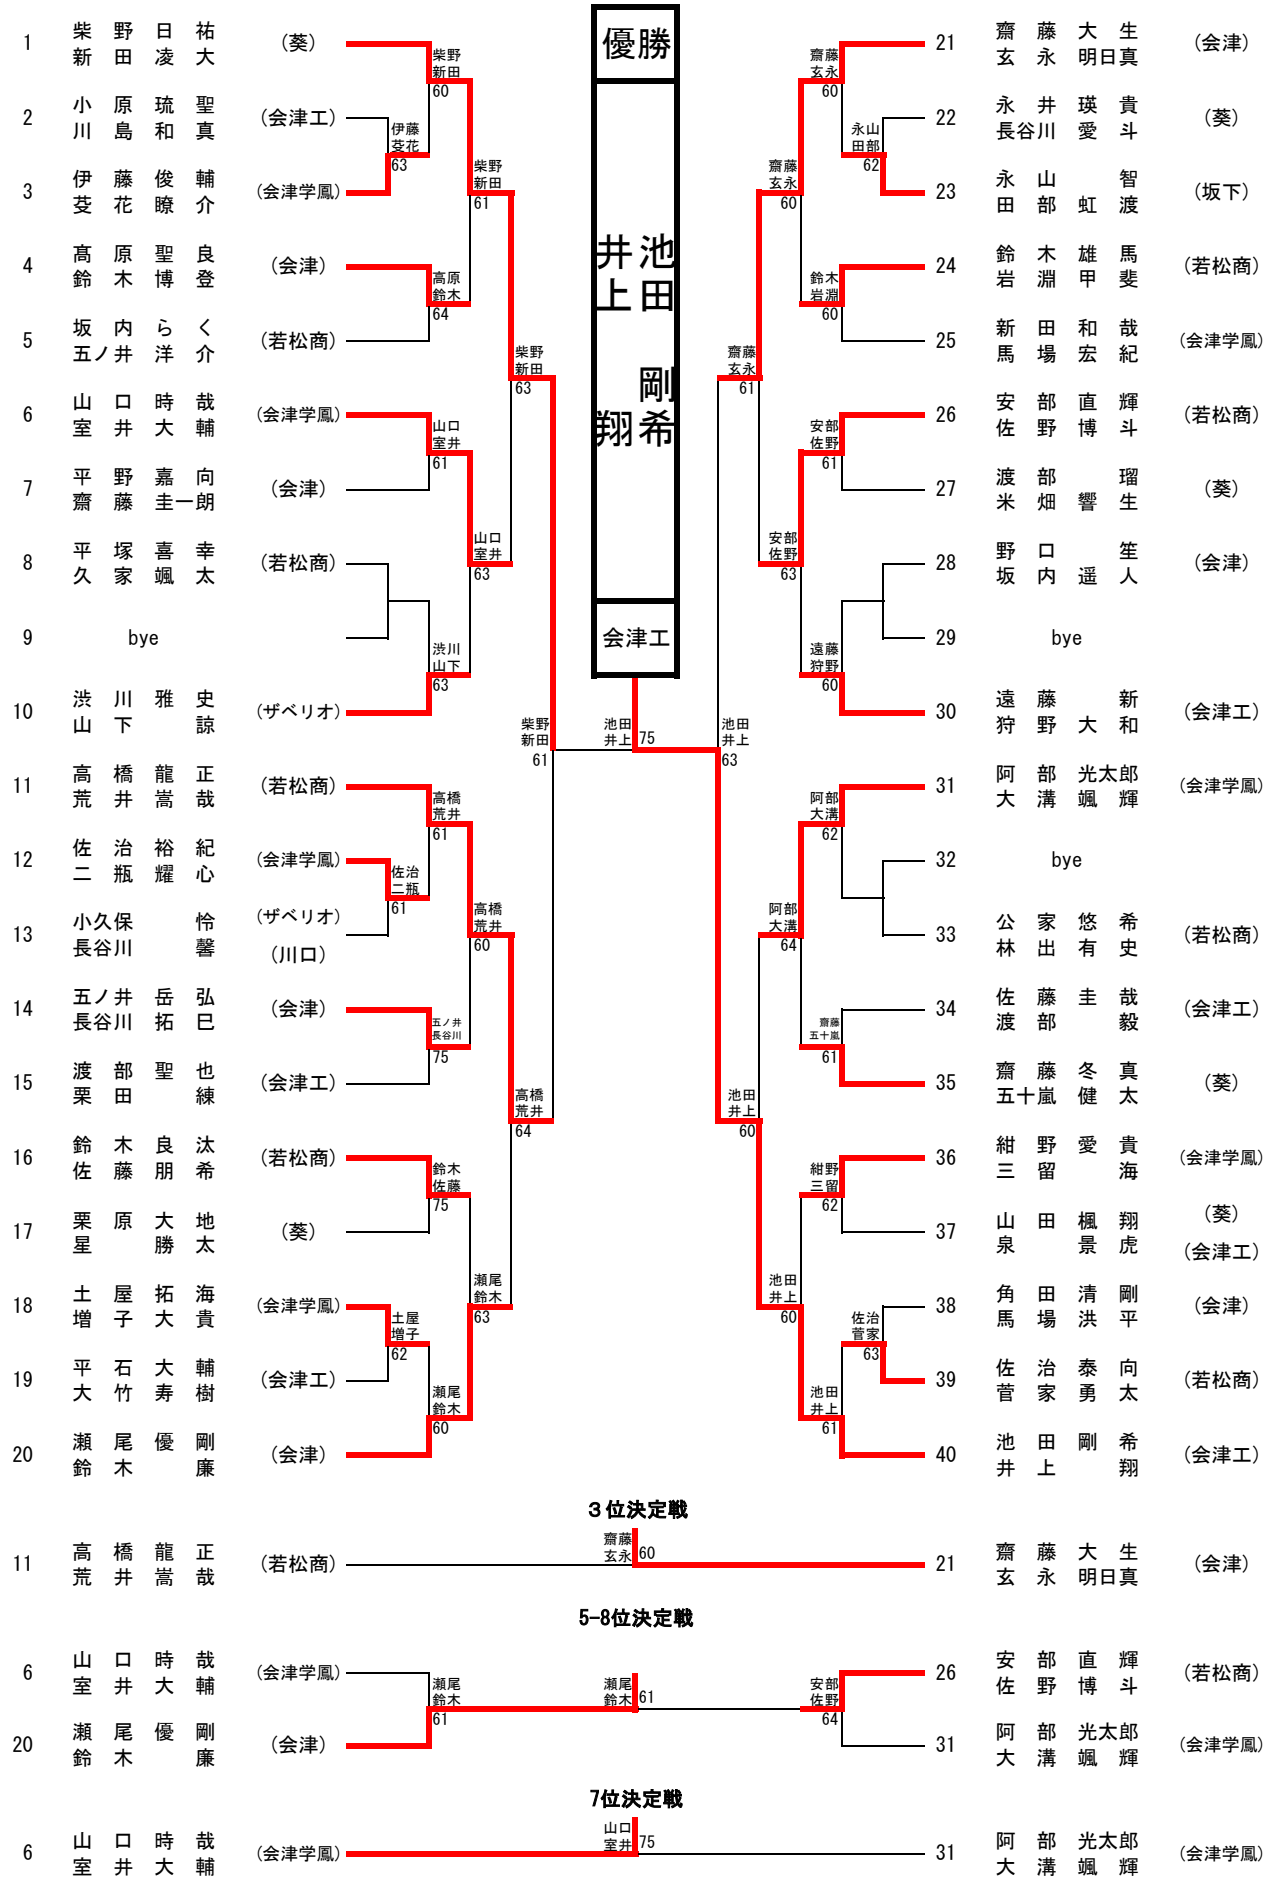 優勝
池田 剛希
井上 翔
会津工
1 柴野日祐 (葵)
新田凌大
2 小原琉聖 (会津工)
川島和真
3 伊藤俊輔 (会津学鳳)
芟花瞭介
4 髙原聖良 (会津)
鈴木博登
5 坂内らく (若松商)
五ノ井洋介
6 山口時哉 (会津学鳳)
室井大輔
7 平野嘉向 (会津)
齋藤圭一朗
8 平塚喜幸 (若松商)
久家颯太
9 bye
10 渋川雅史 (ザベリオ)
山下諒
11 高橋龍正 (若松商)
荒井嵩哉
12 佐治裕紀 (会津学鳳)
二瓶耀心
13 小久保怜 (ザベリオ)
長谷川馨 (川口)
14 五ノ井岳弘 (会津)
長谷川拓巳
15 渡部聖也 (会津工)
栗田練
16 鈴木良汰 (若松商)
佐藤朋希
17 栗原大地 (葵)
星勝太
18 土屋拓海 (会津学鳳)
増子大貴
19 平石大輔 (会津工)
大竹寿樹
20 瀬尾優剛 (会津)
鈴木廉
伊藤
芟花
63
佐治
二瓶
61
土屋
増子
62
柴野
新田
60
高原
鈴木
64
山口
室井
61
渋川
山下
63
高橋
荒井
61
五ノ井
長谷川
75
鈴木
佐藤
75
瀬尾
鈴木
60
柴野
新田
61
山口
室井
63
高橋
荒井
60
瀬尾
鈴木
63
柴野
新田
63
高橋
荒井
64
柴野
新田
61
池田
井上 75
池田
井上
63
齋藤
玄永
61
池田
井上
60
齋藤
玄永
60
安部
佐野
63
阿部
大溝
64
池田
井上
60
齋藤
玄永
60
鈴木
岩淵
60
安部
佐野
61
遠藤
狩野
60
阿部
大溝
62
齋藤
五十嵐
61
紺野
三留
62
池田
井上
61
永山
田部
62
佐治
菅家
63
21 齋藤大生 (会津)
玄永明日真
22 永井瑛貴 (葵)
長谷川愛斗
23 永山智 (坂下)
田部虹渡
24 鈴木雄馬 (若松商)
岩淵甲斐
25 新田和哉 (会津学鳳)
馬場宏紀
26 安部直輝 (若松商)
佐野博斗
27 渡部瑠 (葵)
米畑響生
28 野口笙 (会津)
坂内遥人
29 bye
30 遠藤新 (会津工)
狩野大和
31 阿部光太郎 (会津学鳳)
大溝颯輝
32 bye
33 公家悠希 (若松商)
林出有史
34 佐藤圭哉 (会津工)
渡部毅
35 齋藤冬真 (葵)
五十嵐健太
36 紺野愛貴 (会津学鳳)
三留海
37 山田楓翔 (葵)
泉景虎 (会津工)
38 角田清剛 (会津)
馬場洪平
39 佐治泰向 (若松商)
菅家勇太
40 池田剛希 (会津工)
井上翔
３位決定戦
11 高橋龍正 (若松商)
荒井嵩哉
齋藤
玄永 60
21 齋藤大生 (会津)
玄永明日真
5-8位決定戦
6 山口時哉 (会津学鳳)
室井大輔
20 瀬尾優剛 (会津)
鈴木廉
瀬尾
鈴木
61
瀬尾
鈴木 61
安部
佐野
64
26 安部直輝 (若松商)
佐野博斗
31 阿部光太郎 (会津学鳳)
大溝颯輝
7位決定戦
6 山口時哉 (会津学鳳)
室井大輔
山口
室井 75
31 阿部光太郎 (会津学鳳)
大溝颯輝